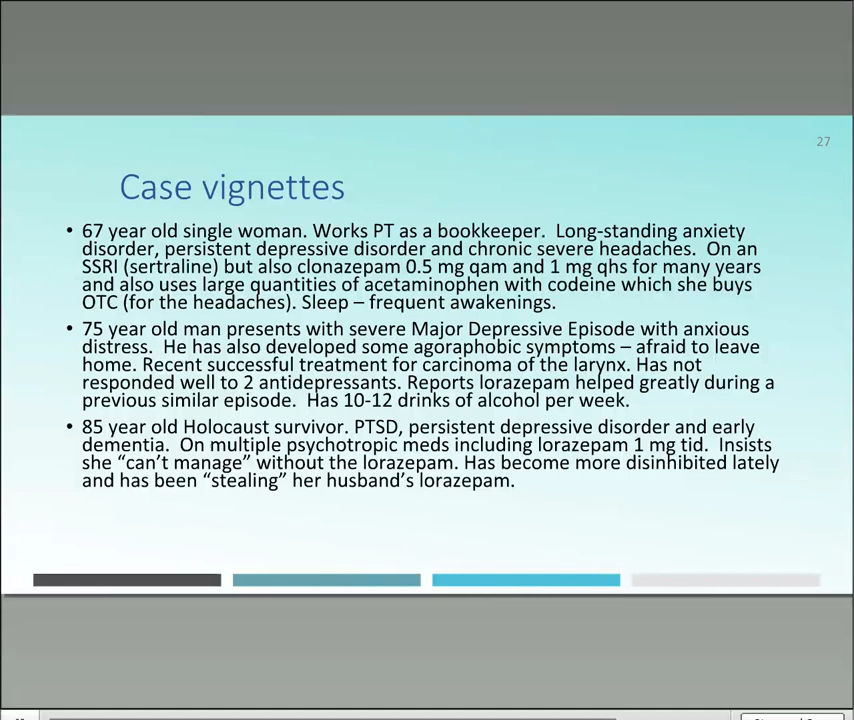 27
Case vignettes
• 67 year old single woman. Works PT as a bookkeeper.  Long-standing anxiety
disorder, persistent depressive disorder and chronic severe headaches.  On an
SSRI (sertraline) but also clonazepam 0.5 mg qam and 1 mg qhs for many years
and also uses large quantities of acetaminophen with codeine which she buys
OTC (for the headaches). Sleep – frequent awakenings.
• 75 year old man presents with severe Major Depressive Episode with anxious
distress.  He has also developed some agoraphobic symptoms – afraid to leave
home. Recent successful treatment for carcinoma of the larynx. Has not
responded well to 2 antidepressants. Reports lorazepam helped greatly during a
previous similar episode.  Has 10-12 drinks of alcohol per week.
• 85 year old Holocaust survivor. PTSD, persistent depressive disorder and early
dementia.  On multiple psychotropic meds including lorazepam 1 mg tid.  Insists
she “can’t manage” without the lorazepam. Has become more disinhibited lately
and has been “stealing” her husband’s lorazepam.